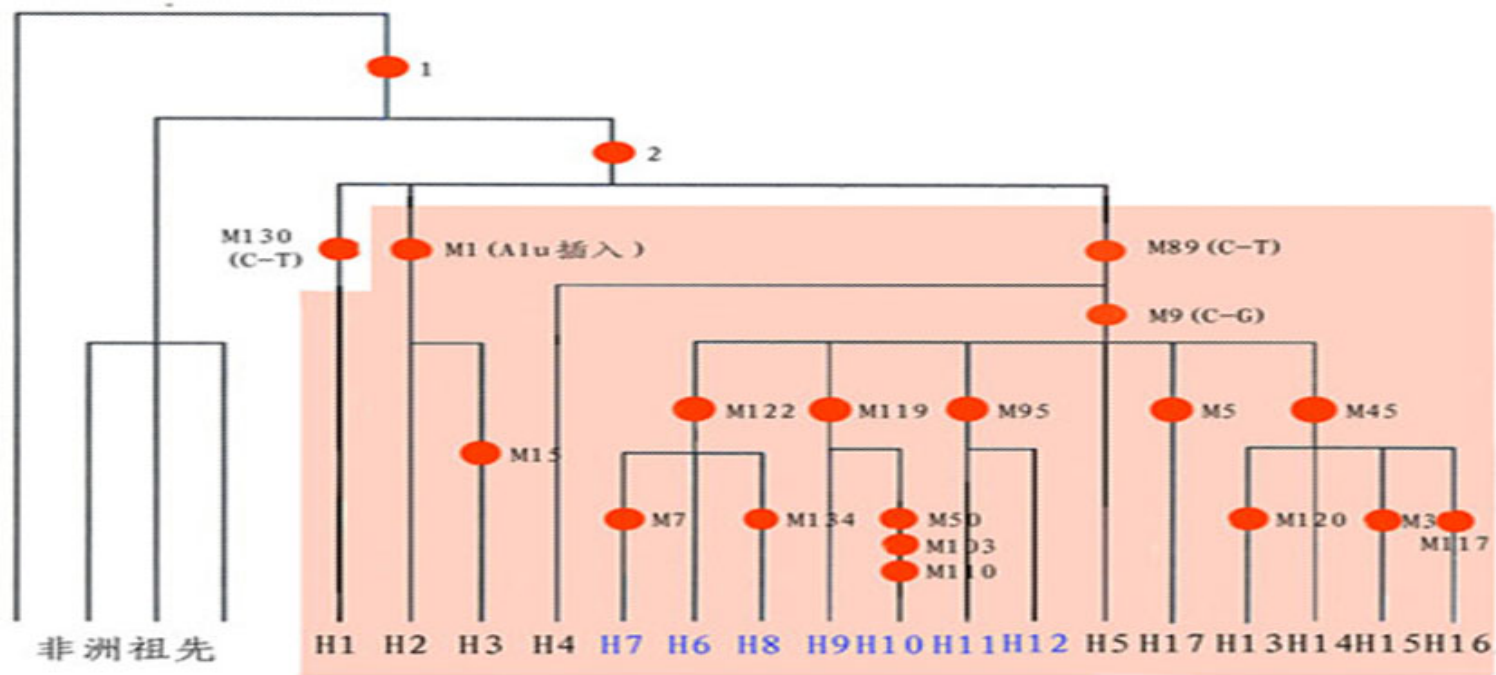 1
2
M130
(C-T)
M1(Alu插入)
M89(C-T)
M9(C-G)
M122
M119
M95
M5
M45
M15
M7
M134
M50
M103
M110
M120
M3
M117
非洲祖先
H1 H2 H3 H4 H7 H6 H8 H9 H10 H11 H12 H5 H17 H13 H14 H15 H16